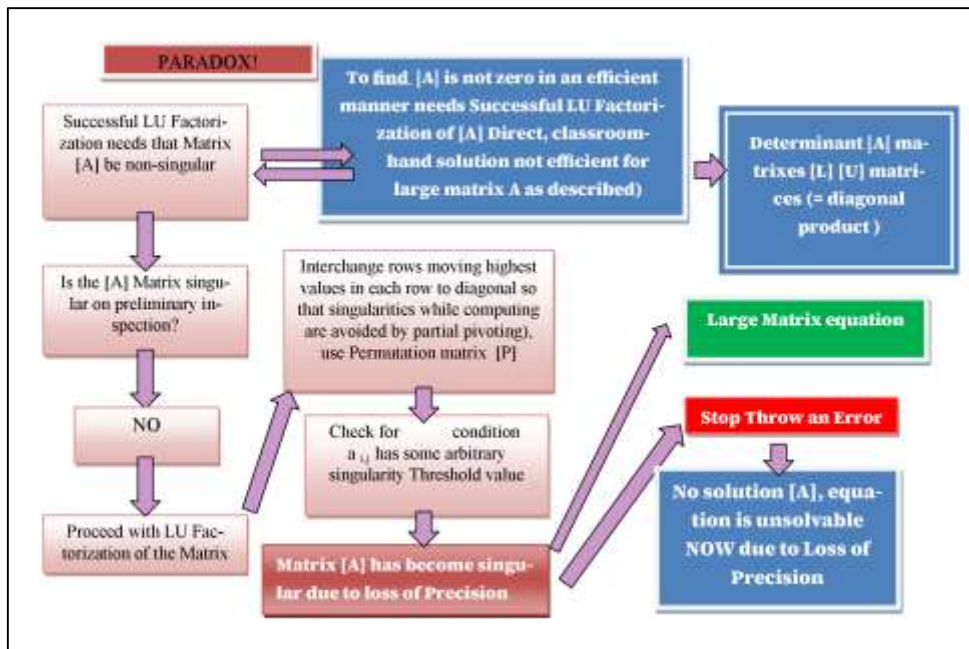 PARADOX!
To find |A| is not zero in an efficient
manner needs Successful LU Factori-
zation of [A] Direct, classroom-
hand solution not efficient for
large matrix A as described)
Successful LU Factori-
zation needs that Matrix
[A] be non-singular
Determinant |A| ma-
trixes [L] [U] matri-
ces (= diagonal
product )
Is the [A] Matrix singu-
lar on preliminary in-
spection?
Interchange rows moving highest
values in each row to diagonal so
that singularities while computing
are avoided by partial pivoting),
use Permutation matrix [P]
Large Matrix equation
NO
Check for condition
a i,j has some arbitrary
singularity Threshold value
Stop Throw an Error
Proceed with LU Fac-
torization of the Matrix
Matrix [A] has become singu-
lar due to loss of Precision
No solution [A], equa-
tion is unsolvable
NOW due to Loss of
Precision